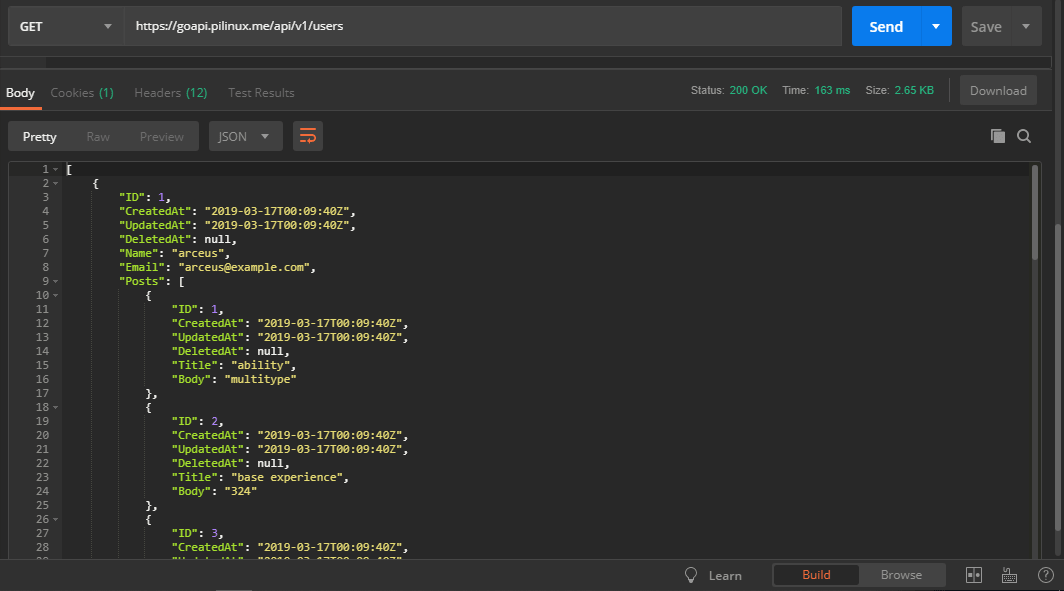 GET https://goapi.pilinux.me/api/v1/users Send Save
Body Cookies (1) Headers (12) Test Results Status: 200 OK Time: 163 ms Size: 2.65 KB Download
Pretty Raw Preview JSON
1 [
2 {
3 "ID": 1,
4 "CreatedAt": "2019-03-17T00:09:40Z",
5 "UpdatedAt": "2019-03-17T00:09:40Z",
6 "DeletedAt": null,
7 "Name": "arceus",
8 "Email": "arceus@example.com",
9 "Posts": [
10 {
11 "ID": 1,
12 "CreatedAt": "2019-03-17T00:09:40Z",
13 "UpdatedAt": "2019-03-17T00:09:40Z",
14 "DeletedAt": null,
15 "Title": "ability",
16 "Body": "multitype"
17 },
18 {
19 "ID": 2,
20 "CreatedAt": "2019-03-17T00:09:40Z",
21 "UpdatedAt": "2019-03-17T00:09:40Z",
22 "DeletedAt": null,
23 "Title": "base experience",
24 "Body": "324"
25 },
26 {
27 "ID": 3,
28 "CreatedAt": "2019-03-17T00:09:40Z",
Learn Build Browse